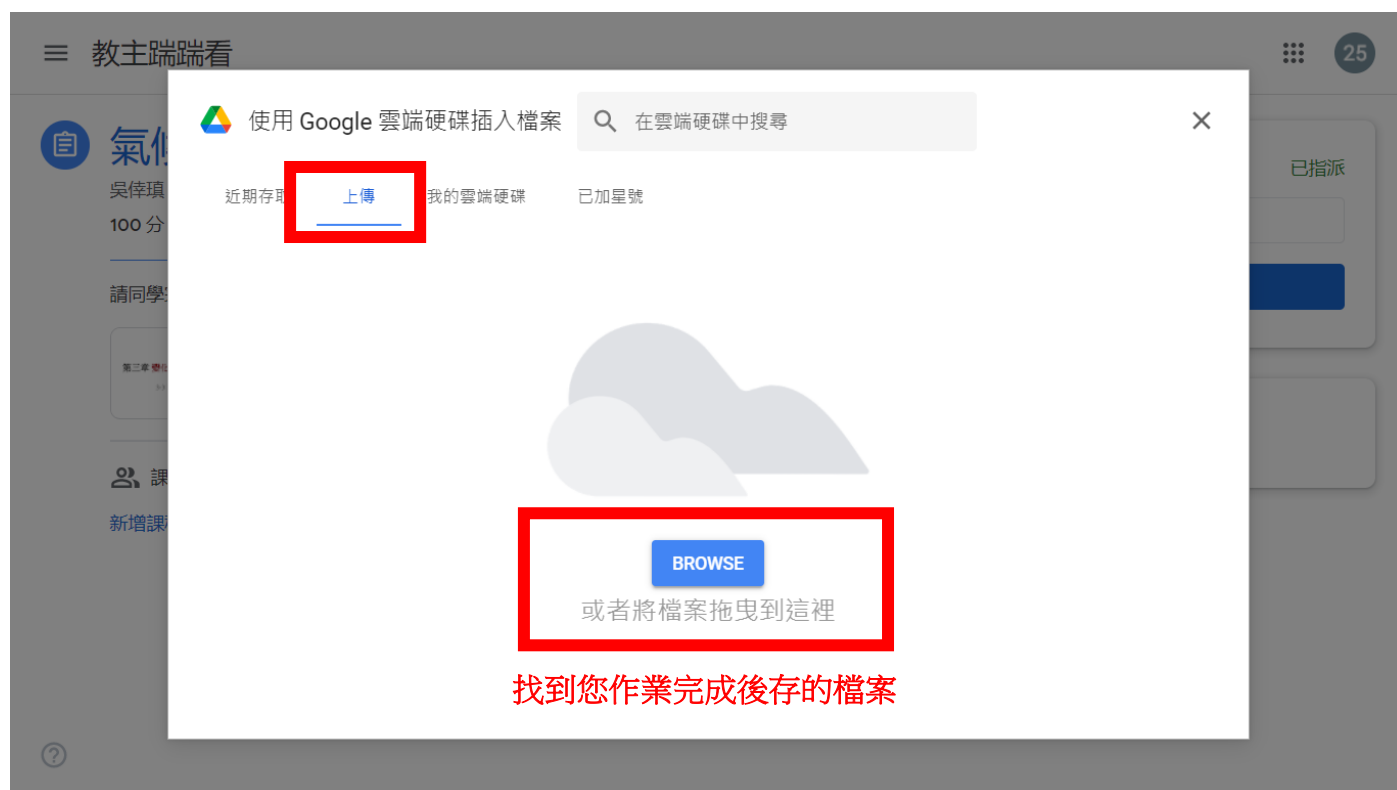 教主踹踹看
25
使用 Google 雲端硬碟插入檔案
在雲端硬碟中搜尋
氣候
已指派
近期存取
上傳
我的雲端硬碟
已加星號
吳倖瑱
100 分
請同學
第三章 變
BROWSE
或者將檔案拖曳到這裡
課
新增課
找到您作業完成後存的檔案